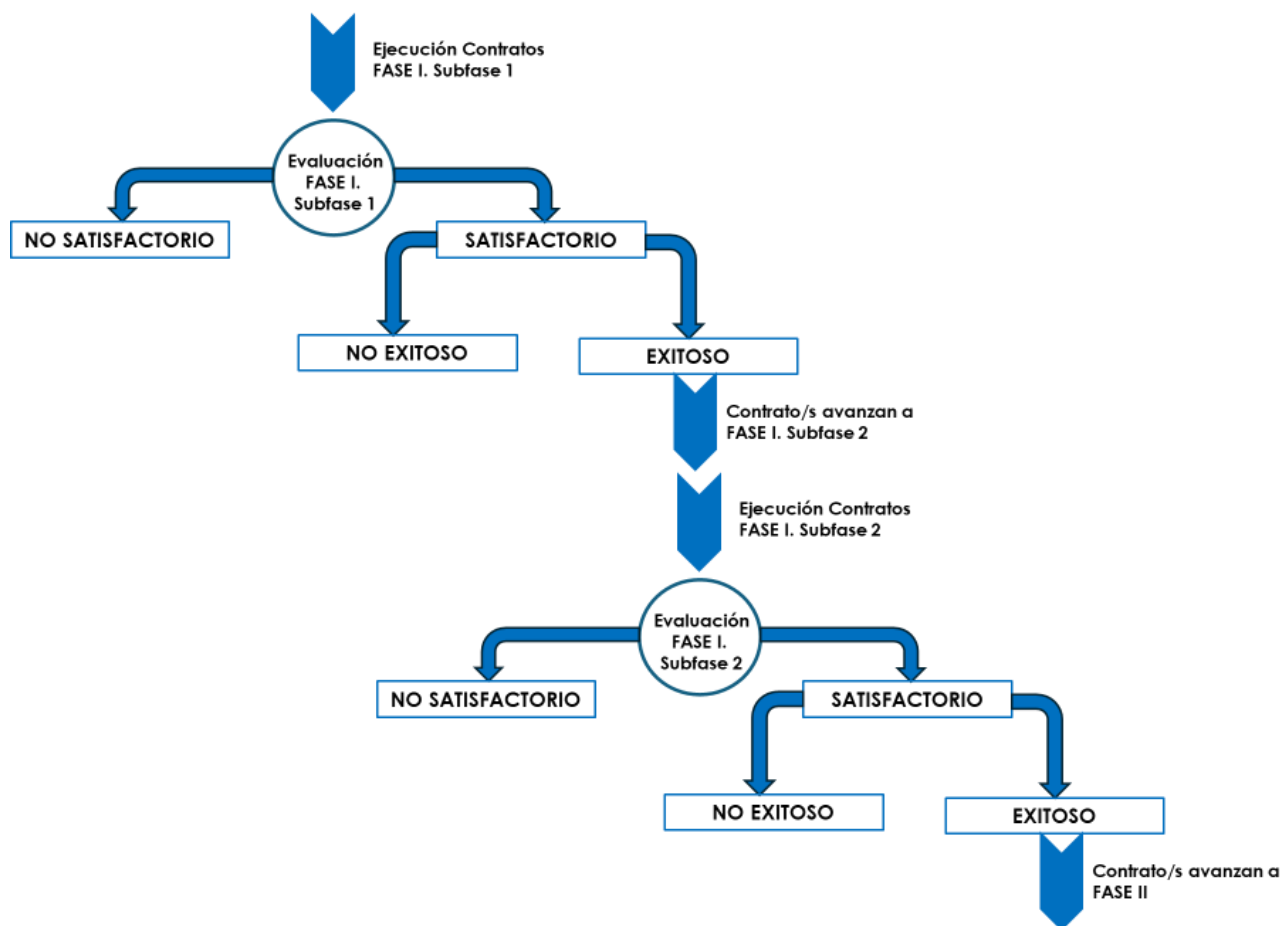 Ejecución Contratos
FASE I. Subfase 1
Evaluación
FASE I.
Subfase 1
NO SATISFACTORIO
SATISFACTORIO
NO EXITOSO
EXITOSO
Contrato/s avanzan a
FASE I. Subfase 2
Ejecución Contratos
FASE I. Subfase 2
Evaluación
FASE I.
Subfase 2
NO SATISFACTORIO
SATISFACTORIO
NO EXITOSO
EXITOSO
Contrato/s avanzan a
FASE II